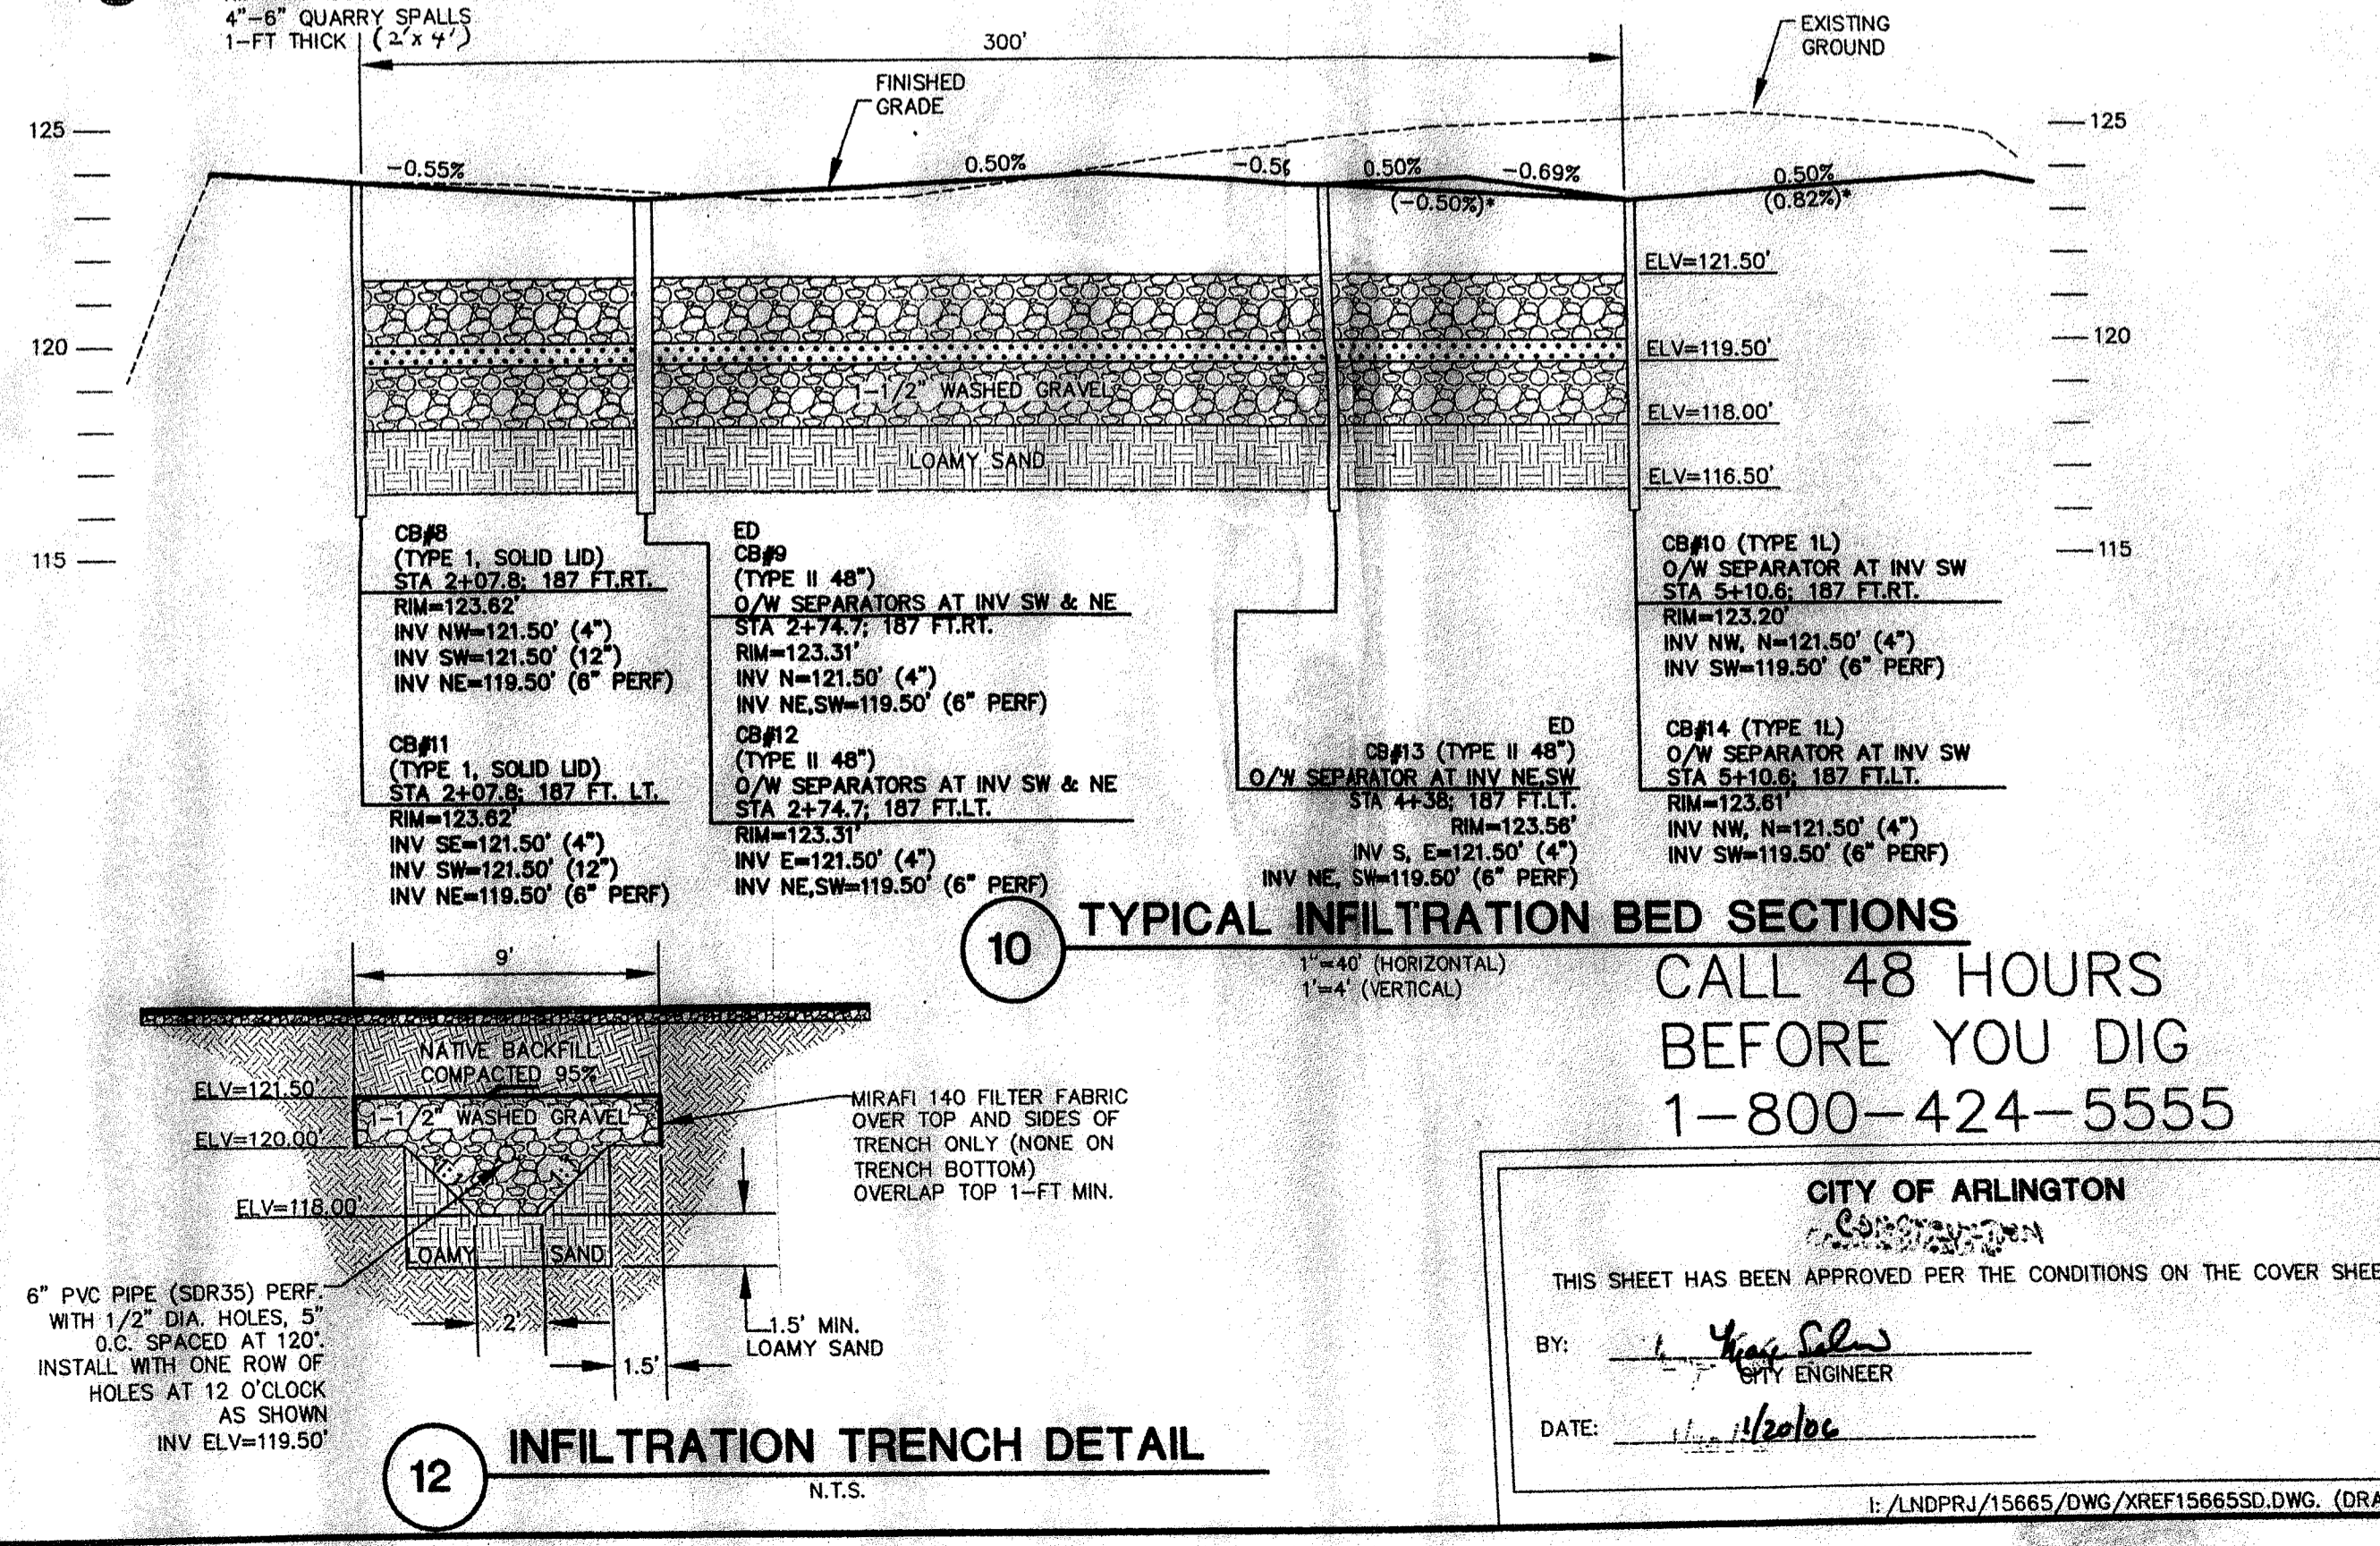 4"-6" QUARRY SPALLS
1-FT THICK (2'x 4')
300'
EXISTING
GROUND
FINISHED
GRADE
125
125
-0.55%
0.50%
-0.5
0.50%
-0.69%
0.50%
(-0.50%)*
(0.82%)*
ELV=121.50'
120
ELV=119.50'
120
1-1/2" WASHED GRAVEL
ELV=118.00'
LOAMY SAND
ELV=116.50'
115
115
CB#8
(TYPE 1, SOLID LID)
STA 2+07.8; 187 FT.RT.
RIM=123.62'
INV NW=121.50' (4")
INV SW=121.50' (12")
INV NE=119.50' (6" PERF)
CB#11
(TYPE 1, SOLID LID)
STA 2+07.8; 187 FT. LT.
RIM=123.62'
INV SE=121.50' (4")
INV SW=121.50' (12")
INV NE=119.50' (6" PERF)
ED
CB#9
(TYPE II 48")
O/W SEPARATORS AT INV SW & NE
STA 2+74.7; 187 FT.RT.
RIM=123.31'
INV N=121.50' (4")
INV NE,SW=119.50' (6" PERF)
CB#12
(TYPE II 48")
O/W SEPARATORS AT INV SW & NE
STA 2+74.7; 187 FT.LT.
RIM=123.31'
INV E=121.50' (4")
INV NE,SW=119.50' (6" PERF)
ED
CB#13 (TYPE II 48")
O/W SEPARATOR AT INV NE,SW
STA 4+38; 187 FT.LT.
RIM=123.56'
INV S, E=121.50' (4")
INV NE, SW=119.50' (6" PERF)
CB#10 (TYPE 1L)
O/W SEPARATOR AT INV SW
STA 5+10.6; 187 FT.RT.
RIM=123.20'
INV NW, N=121.50' (4")
INV SW=119.50' (6" PERF)
CB#14 (TYPE 1L)
O/W SEPARATOR AT INV SW
STA 5+10.6; 187 FT.LT.
RIM=123.61'
INV NW, N=121.50' (4")
INV SW=119.50' (6" PERF)
10
TYPICAL INFILTRATION BED SECTIONS
1"=40' (HORIZONTAL)
1'=4' (VERTICAL)
CALL 48 HOURS
BEFORE YOU DIG
1-800-424-5555
9'
NATIVE BACKFILL
COMPACTED 95%
ELV=121.50'
1-1/2" WASHED GRAVEL
ELV=120.00'
1:1
1:1
ELV=118.00'
LOAMY SAND
MIRAFI 140 FILTER FABRIC
OVER TOP AND SIDES OF
TRENCH ONLY (NONE ON
TRENCH BOTTOM)
OVERLAP TOP 1-FT MIN.
6" PVC PIPE (SDR35) PERF.
WITH 1/2" DIA. HOLES, 5"
O.C. SPACED AT 120°.
INSTALL WITH ONE ROW OF
HOLES AT 12 O'CLOCK
AS SHOWN
INV ELV=119.50'
2'
1.5'
1.5' MIN.
LOAMY SAND
12
INFILTRATION TRENCH DETAIL
N.T.S.
CITY OF ARLINGTON
CONSTRUCTION
THIS SHEET HAS BEEN APPROVED PER THE CONDITIONS ON THE COVER SHEE
BY:
CITY ENGINEER
DATE: 1/20/06
I:/LNDPRJ/15665/DWG/XREF15665SD.DWG. (DRA